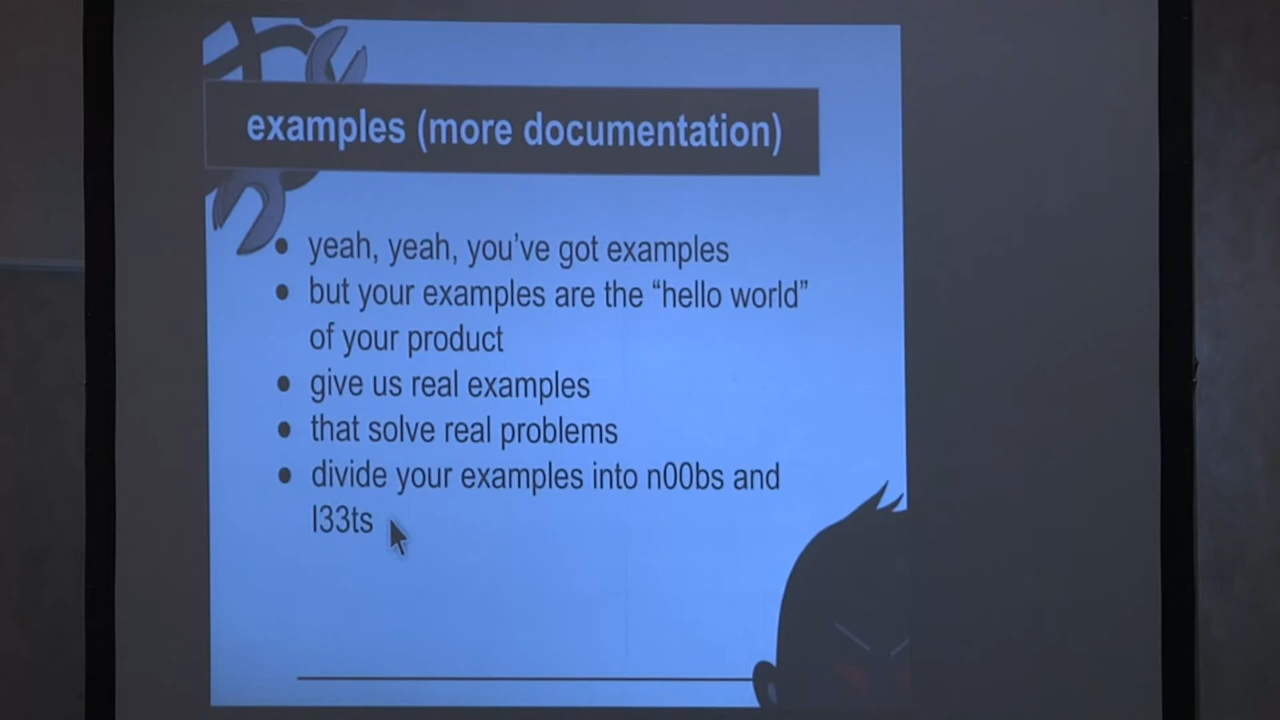 examples (more documentation)
• yeah, yeah, you’ve got examples
• but your examples are the “hello world”
of your product
• give us real examples
• that solve real problems
• divide your examples into n00bs and
l33ts